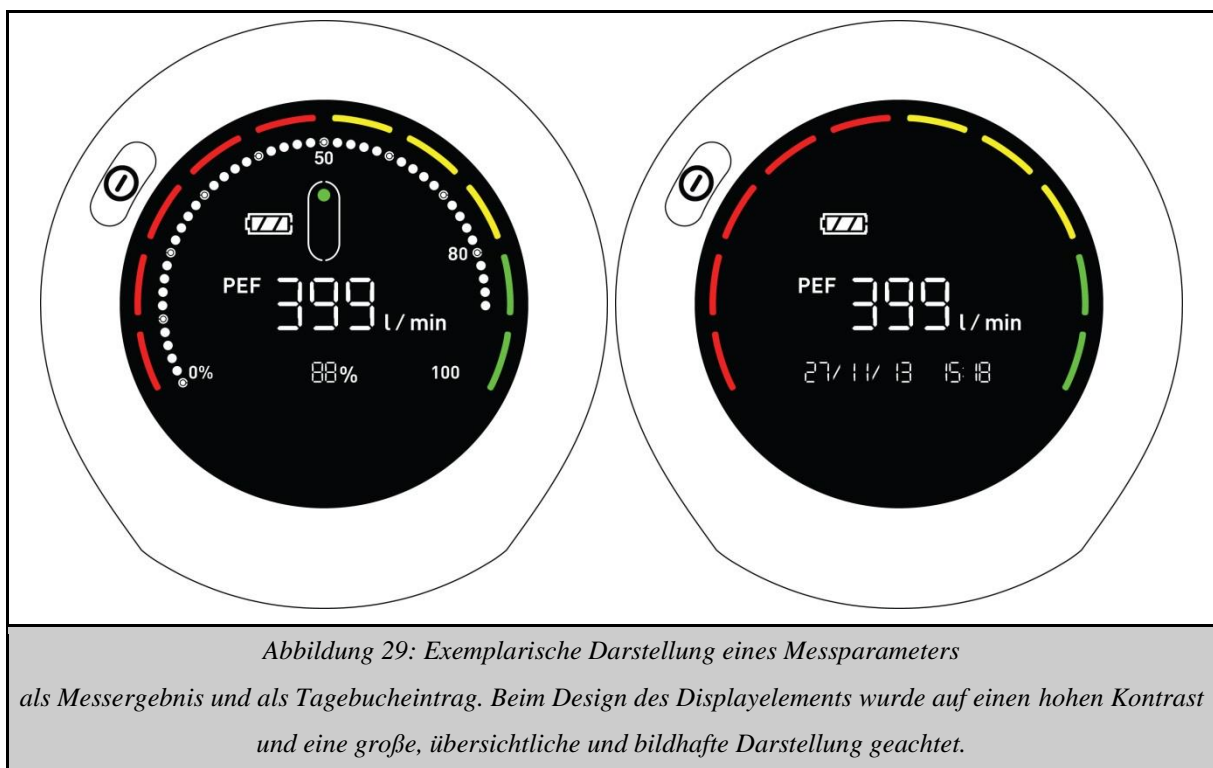 50
80
PEF 399 l/min
0% 88% 100
PEF 399 l/min
27/11/13 15:18
Abbildung 29: Exemplarische Darstellung eines Messparameters
als Messergebnis und als Tagebucheintrag. Beim Design des Displayelements wurde auf einen hohen Kontrast
und eine große, übersichtliche und bildhafte Darstellung geachtet.